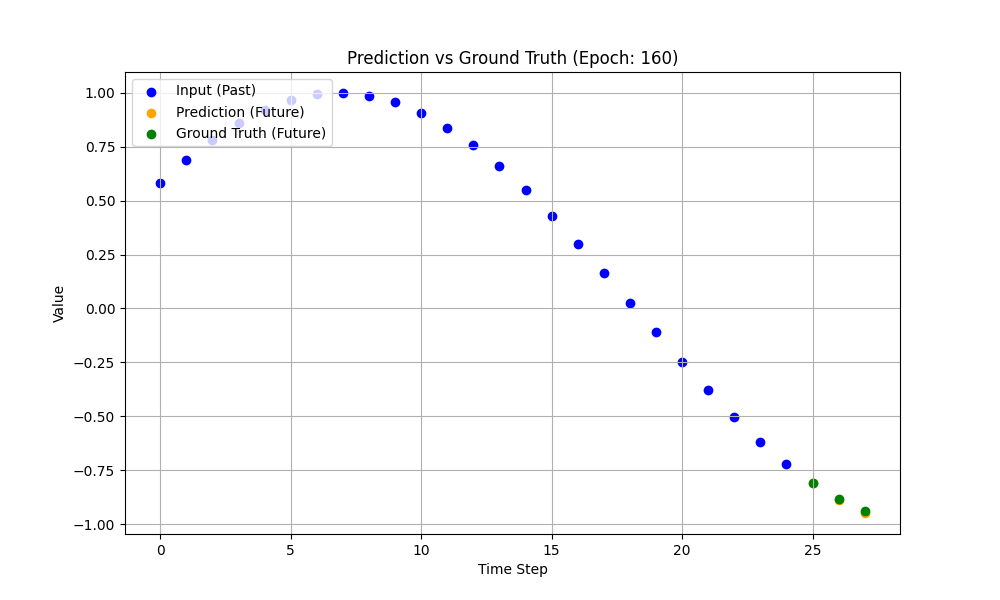 Prediction vs Ground Truth (Epoch: 160)
Input (Past)
Prediction (Future)
Ground Truth (Future)
1.00
0.75
0.50
0.25
0.00
−0.25
−0.50
−0.75
−1.00
Value
0 5 10 15 20 25
Time Step